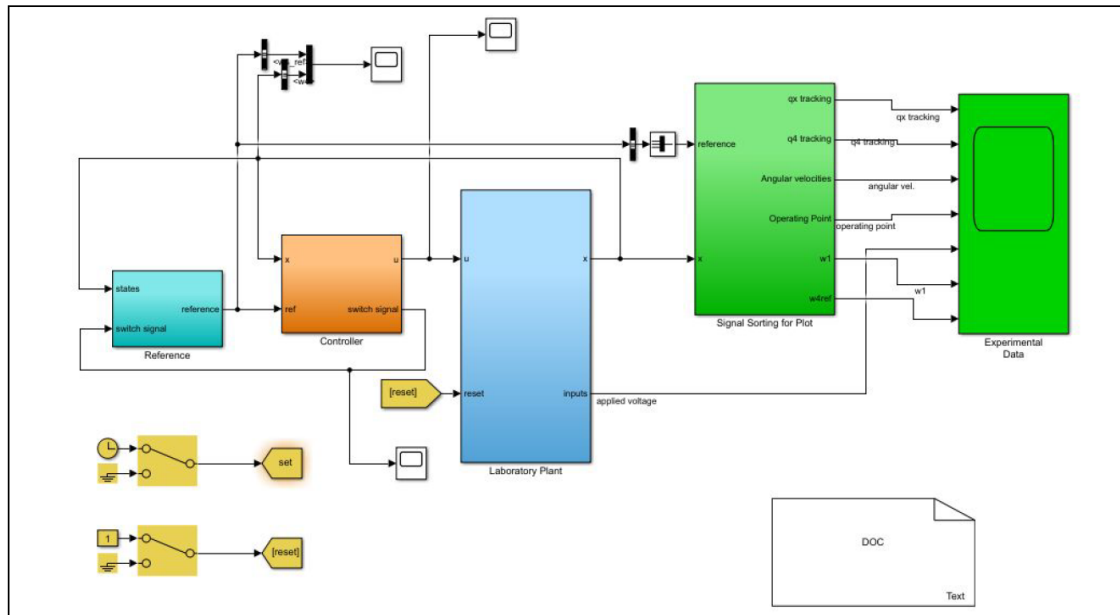 <w
_ref
<w
qx tracking
qx tracking
q4 tracking
q4 tracking
reference
Angular velocities
angular vel.
Operating Point
operating point
x
u
u
x
x
w1
w1
states
reference
ref
switch signal
w4ref
switch signal
Signal Sorting for Plot
Reference
Controller
Experimental
Data
[reset]
reset
inputs
applied voltage
set
Laboratory Plant
1
[reset]
DOC
Text